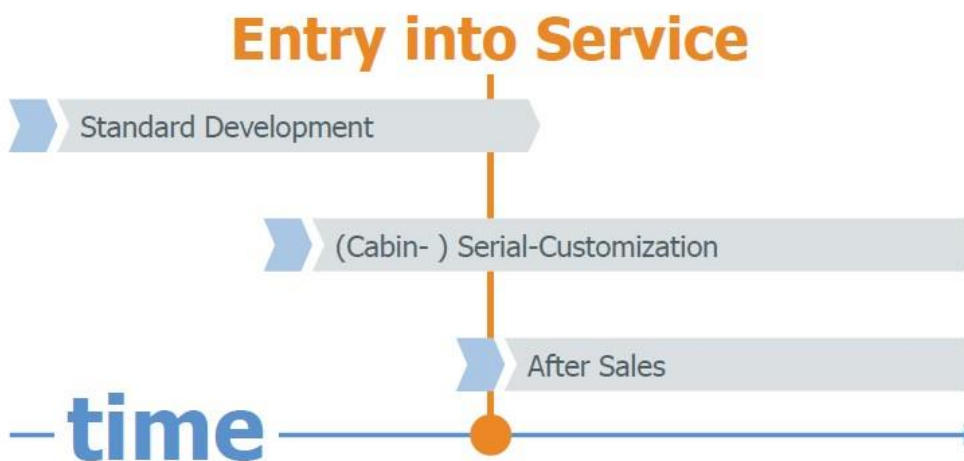 Entry into Service
Standard Development
(Cabin- ) Serial-Customization
After Sales
time